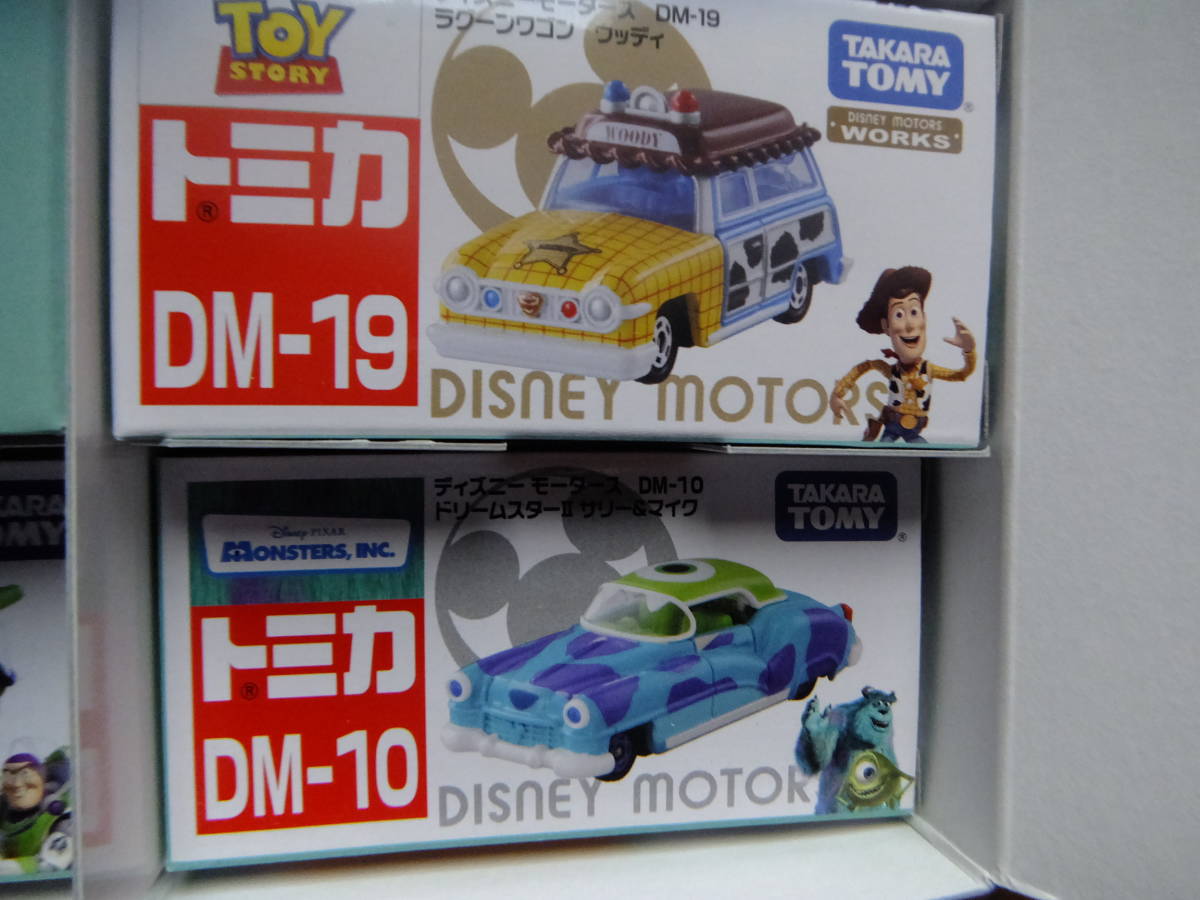 TOY
STORY
ディズニー モータース DM-19
ラクーンワゴン ウッディ
TAKARA
TOMY
®
DISNEY MOTORS
WORKS
トミカ
®
DM-19
WOODY
DISNEY MOTORS
Disney·PIXAR
MONSTERS, INC.
ディズニー モータース DM-10
ドリームスターⅡ サリー&マイク
TAKARA
TOMY
®
トミカ
®
DM-10
DISNEY MOTOR
KARA
OMY